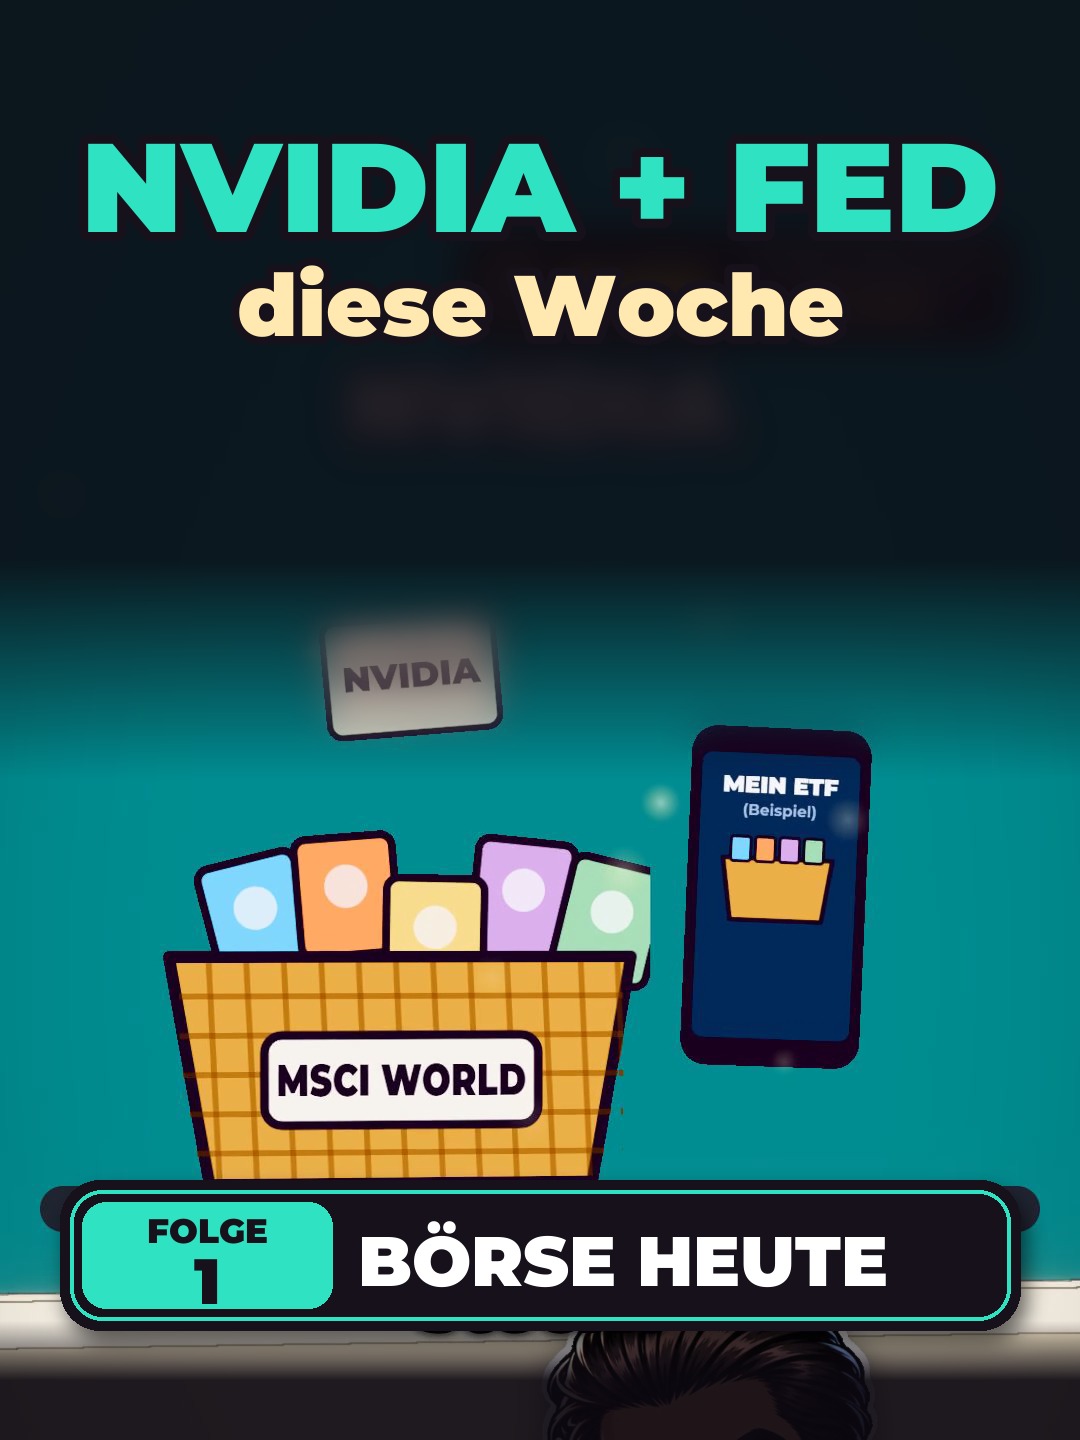 NVIDIA + FED
diese Woche
NVIDIA
MEIN ETF
(Beispiel)
MSCI WORLD
FOLGE
1
BÖRSE HEUTE